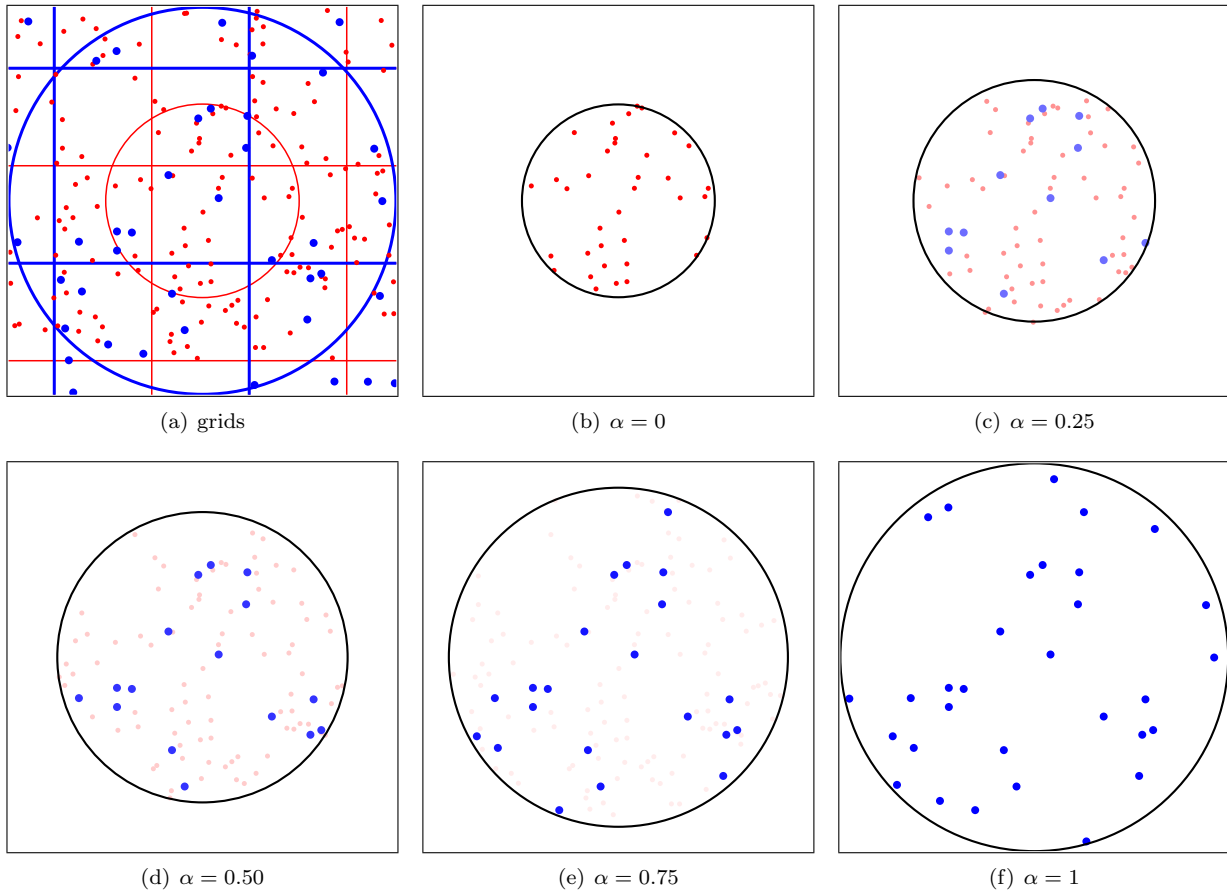 (a) grids
(b) α = 0
(c) α = 0.25
(d) α = 0.50
(e) α = 0.75
(f) α = 1